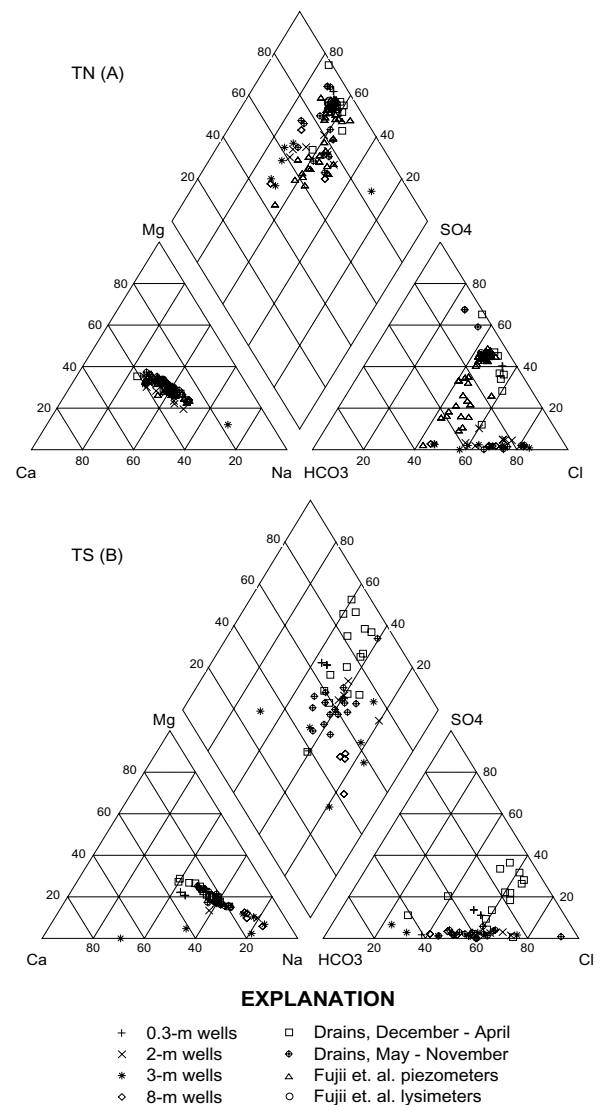 80 80
TN (A)
60 60
40 40
20 20
Mg SO4
80 80
60 60
40 40
20 20
Ca 80 60 40 20 Na HCO3 20 40 60 80 Cl
80 80
TS (B)
60 60
40 40
20 20
Mg SO4
80 80
60 60
40 40
20 20
Ca 80 60 40 20 Na HCO3 20 40 60 80 Cl
EXPLANATION
0.3-m wells Drains, December - April
2-m wells Drains, May - November
3-m wells Fujii et. al. piezometers
8-m wells Fujii et. al. lysimeters